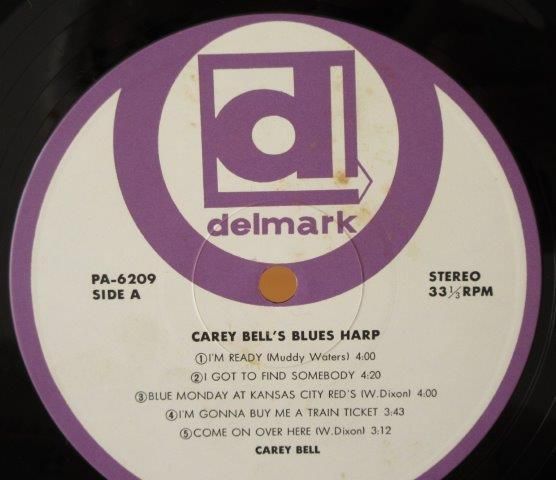 d
delmark
PA-6209
SIDE A
STEREO
33⅓RPM
CAREY BELL'S BLUES HARP
①I'M READY (Muddy Waters) 4:00
②I GOT TO FIND SOMEBODY 4:20
③BLUE MONDAY AT KANSAS CITY RED'S (W.Dixon) 4:00
④I'M GONNA BUY ME A TRAIN TICKET 3:43
⑤COME ON OVER HERE (W.Dixon) 3:12
CAREY BELL